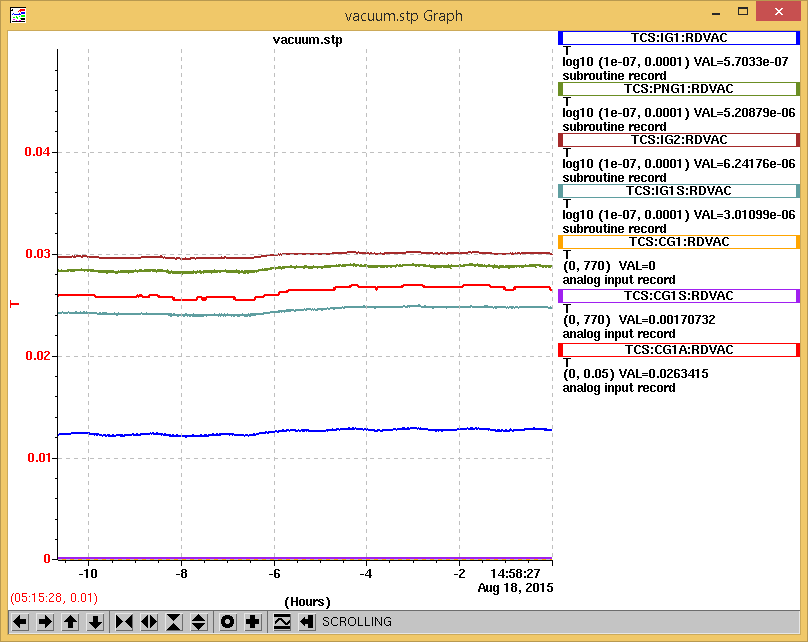 vacuum.stp Graph
vacuum.stp
T
0.04
0.03
0.02
0.01
0
-10
-8
-6
-4
-2
14:58:27
Aug 18, 2015
(05:15:28, 0.01)
(Hours)
TCS:IG1:RDVAC
T
log10 (1e-07, 0.0001) VAL=5.7033e-07
subroutine record
TCS:PNG1:RDVAC
T
log10 (1e-07, 0.0001) VAL=5.20879e-06
subroutine record
TCS:IG2:RDVAC
T
log10 (1e-07, 0.0001) VAL=6.24176e-06
subroutine record
TCS:IG1S:RDVAC
T
log10 (1e-07, 0.0001) VAL=3.01099e-06
subroutine record
TCS:CG1:RDVAC
T
(0, 770) VAL=0
analog input record
TCS:CG1S:RDVAC
T
(0, 770) VAL=0.00170732
analog input record
TCS:CG1A:RDVAC
T
(0, 0.05) VAL=0.0263415
analog input record
SCROLLING